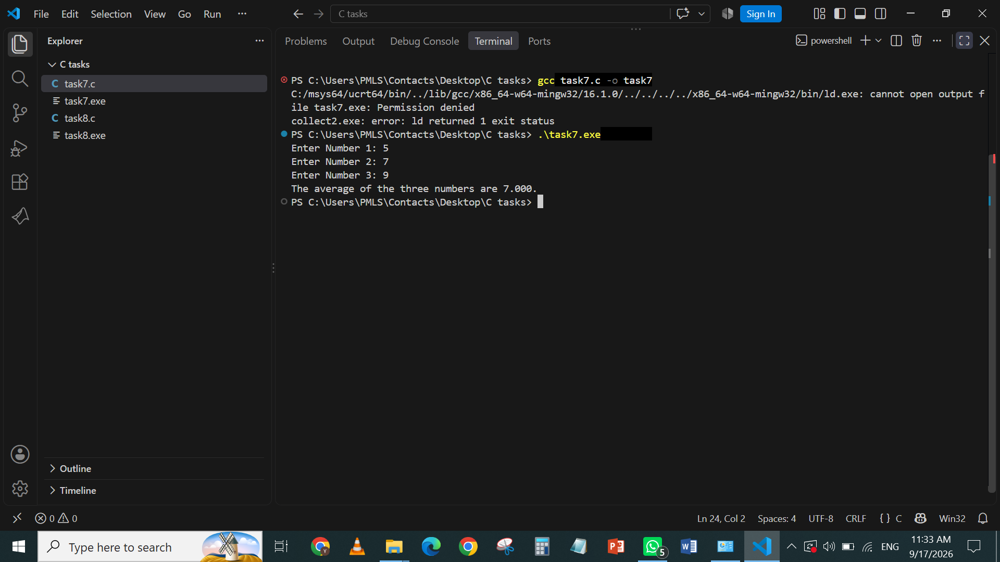 File Edit Selection View Go Run ···
C tasks
Sign In
Explorer
C tasks
C task7.c
task7.exe
C task8.c
task8.exe
Outline
Timeline
Problems Output Debug Console Terminal Ports
powershell
PS C:\Users\PMLS\Contacts\Desktop\C tasks> gcc task7.c -o task7
C:/msys64/ucrt64/bin/../lib/gcc/x86_64-w64-mingw32/16.1.0/../../../../x86_64-w64-mingw32/bin/ld.exe: cannot open output f
ile task7.exe: Permission denied
collect2.exe: error: ld returned 1 exit status
PS C:\Users\PMLS\Contacts\Desktop\C tasks> .\task7.exe
Enter Number 1: 5
Enter Number 2: 7
Enter Number 3: 9
The average of the three numbers are 7.000.
PS C:\Users\PMLS\Contacts\Desktop\C tasks>
0 0
Ln 24, Col 2 Spaces: 4 UTF-8 CRLF { } C Win32
Type here to search
Y
5
ENG
11:33 AM
9/17/2026